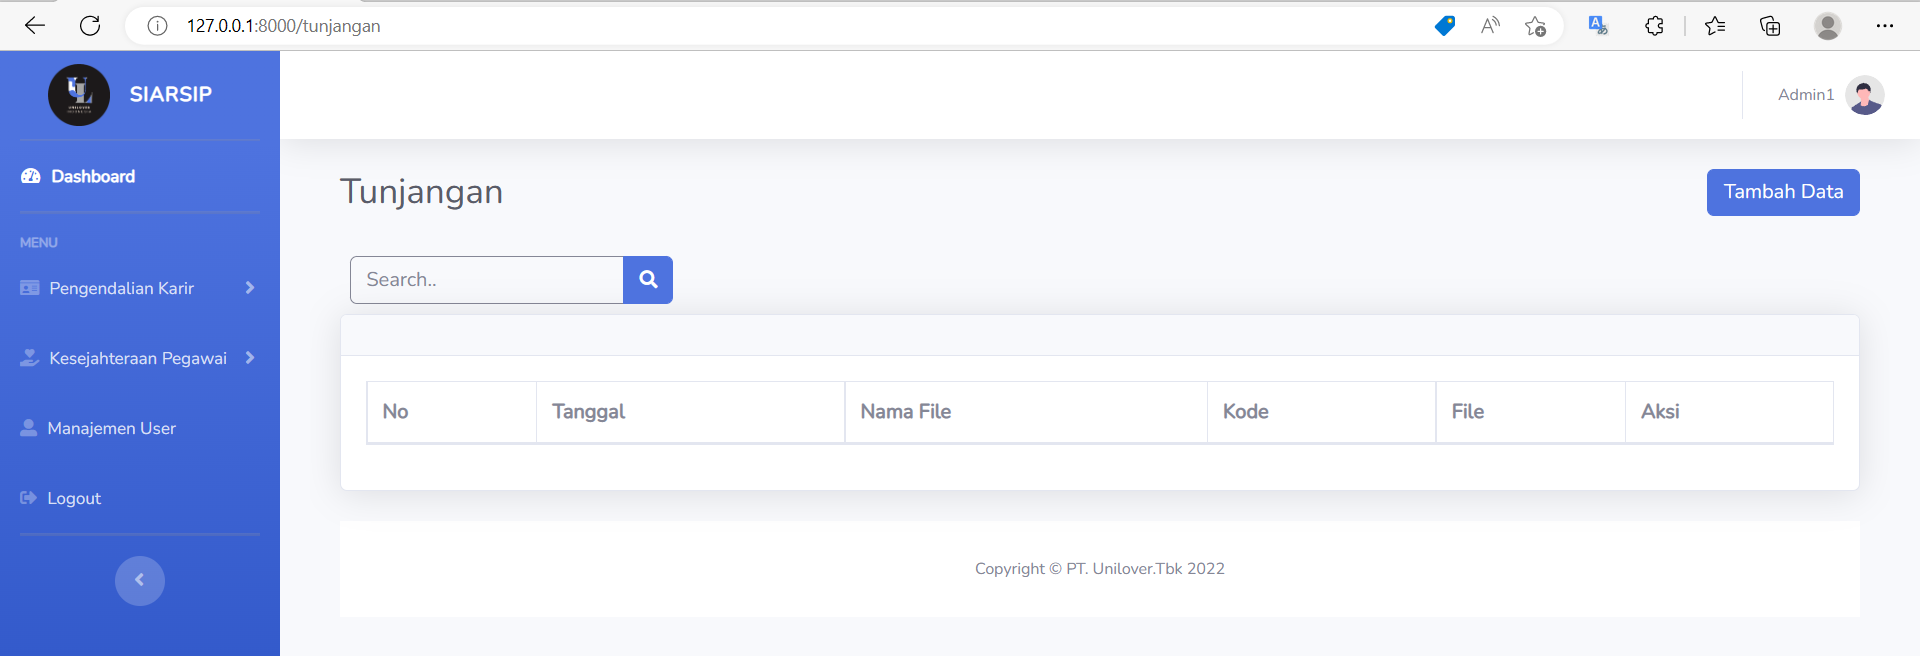 127.0.0.1:8000/tunjangan
SIARSIP
Admin1
Dashboard
Tunjangan
Tambah Data
MENU
Search..
Pengendalian Karir
Kesejahteraan Pegawai
No Tanggal Nama File Kode File Aksi
Manajemen User
Logout
Copyright © PT. Unilover.Tbk 2022